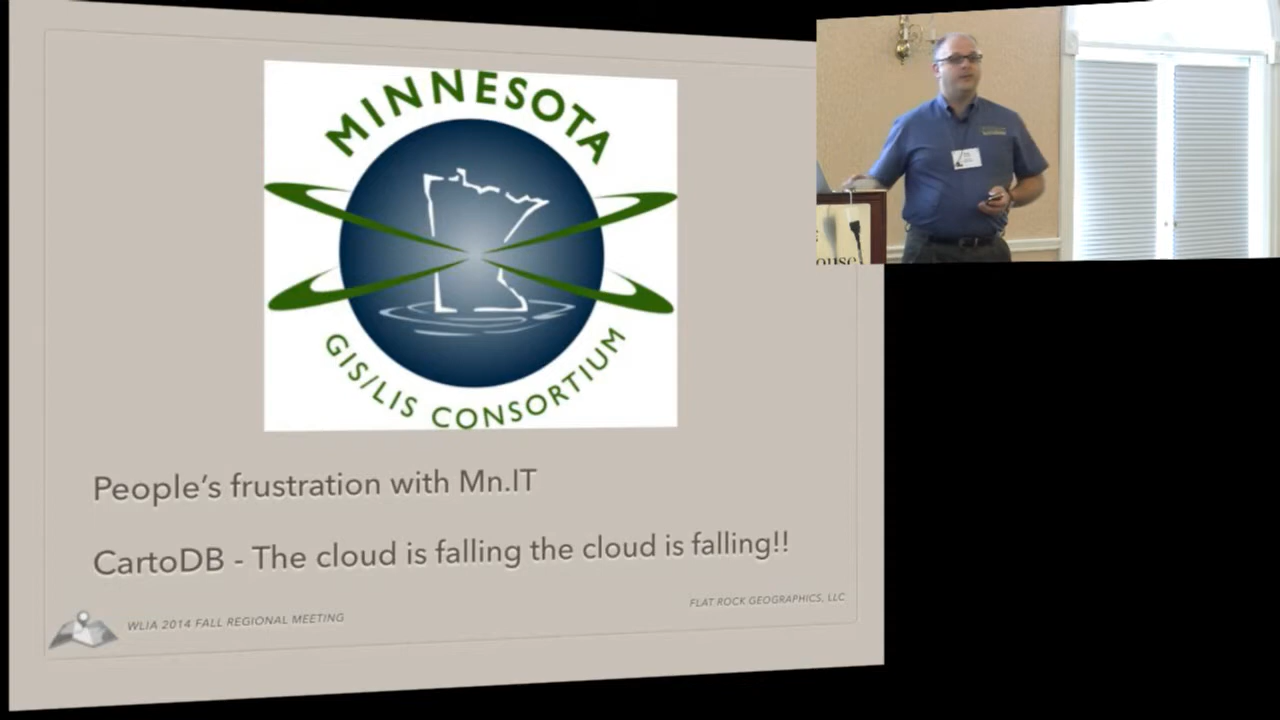 MINNESOTA
GIS/LIS CONSORTIUM
People's frustration with Mn.IT
CartoDB - The cloud is falling the cloud is falling!!
WLIA 2014 FALL REGIONAL MEETING
FLAT ROCK GEOGRAPHICS, LLC